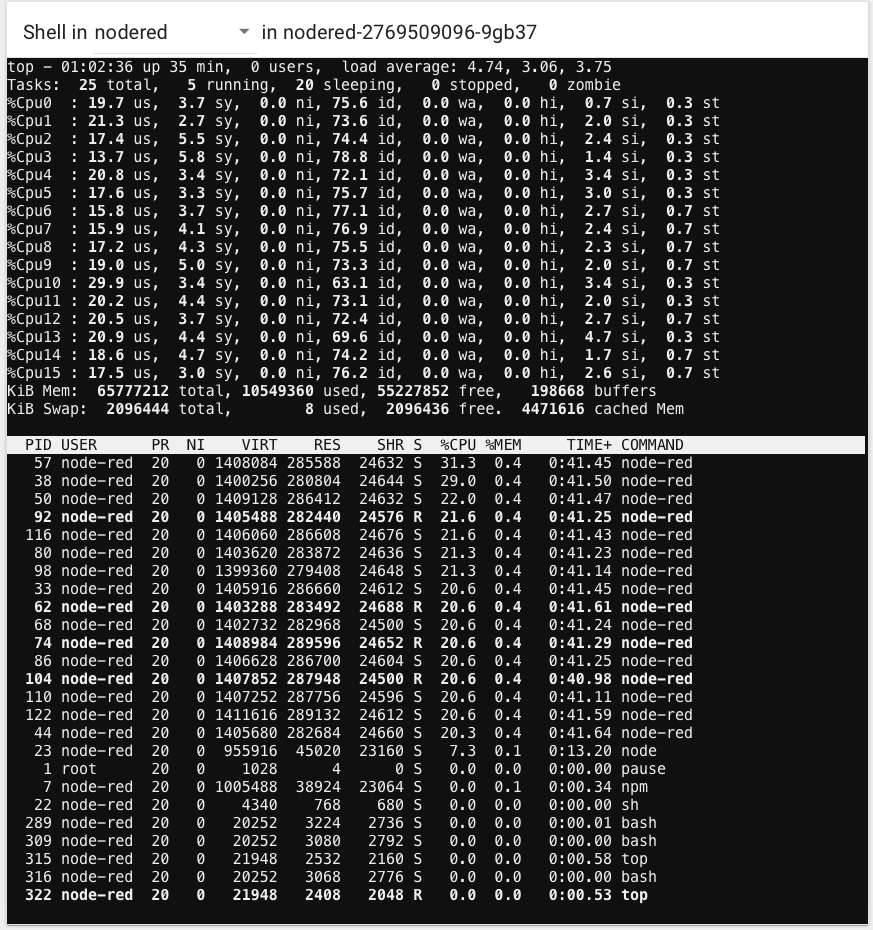 Shell in nodered in nodered-2769509096-9gb37
top - 01:02:36 up 35 min,  0 users,  load average: 4.74, 3.06, 3.75
Tasks:  25 total,   5 running,  20 sleeping,   0 stopped,   0 zombie
%Cpu0  : 19.7 us,  3.7 sy,  0.0 ni, 75.6 id,  0.0 wa,  0.0 hi,  0.7 si,  0.3 st
%Cpu1  : 21.3 us,  2.7 sy,  0.0 ni, 73.6 id,  0.0 wa,  0.0 hi,  2.0 si,  0.3 st
%Cpu2  : 17.4 us,  5.5 sy,  0.0 ni, 74.4 id,  0.0 wa,  0.0 hi,  2.4 si,  0.3 st
%Cpu3  : 13.7 us,  5.8 sy,  0.0 ni, 78.8 id,  0.0 wa,  0.0 hi,  1.4 si,  0.3 st
%Cpu4  : 20.8 us,  3.4 sy,  0.0 ni, 72.1 id,  0.0 wa,  0.0 hi,  3.4 si,  0.3 st
%Cpu5  : 17.6 us,  3.3 sy,  0.0 ni, 75.7 id,  0.0 wa,  0.0 hi,  3.0 si,  0.3 st
%Cpu6  : 15.8 us,  3.7 sy,  0.0 ni, 77.1 id,  0.0 wa,  0.0 hi,  2.7 si,  0.7 st
%Cpu7  : 15.9 us,  4.1 sy,  0.0 ni, 76.9 id,  0.0 wa,  0.0 hi,  2.4 si,  0.7 st
%Cpu8  : 17.2 us,  4.3 sy,  0.0 ni, 75.5 id,  0.0 wa,  0.0 hi,  2.3 si,  0.7 st
%Cpu9  : 19.0 us,  5.0 sy,  0.0 ni, 73.3 id,  0.0 wa,  0.0 hi,  2.0 si,  0.7 st
%Cpu10 : 29.9 us,  3.4 sy,  0.0 ni, 63.1 id,  0.0 wa,  0.0 hi,  3.4 si,  0.3 st
%Cpu11 : 20.2 us,  4.4 sy,  0.0 ni, 73.1 id,  0.0 wa,  0.0 hi,  2.0 si,  0.3 st
%Cpu12 : 20.5 us,  3.7 sy,  0.0 ni, 72.4 id,  0.0 wa,  0.0 hi,  2.7 si,  0.7 st
%Cpu13 : 20.9 us,  4.4 sy,  0.0 ni, 69.6 id,  0.0 wa,  0.0 hi,  4.7 si,  0.3 st
%Cpu14 : 18.6 us,  4.7 sy,  0.0 ni, 74.2 id,  0.0 wa,  0.0 hi,  1.7 si,  0.7 st
%Cpu15 : 17.5 us,  3.0 sy,  0.0 ni, 76.2 id,  0.0 wa,  0.0 hi,  2.6 si,  0.7 st
KiB Mem:  65777212 total, 10549360 used, 55227852 free,   198668 buffers
KiB Swap:  2096444 total,        8 used,  2096436 free.  4471616 cached Mem
PID USER      PR  NI    VIRT    RES    SHR S  %CPU %MEM     TIME+ COMMAND
57 node-red  20   0 1408084 285588  24632 S  31.3  0.4   0:41.45 node-red
38 node-red  20   0 1400256 280804  24644 S  29.0  0.4   0:41.50 node-red
50 node-red  20   0 1409128 286412  24632 S  22.0  0.4   0:41.47 node-red
92 node-red  20   0 1405488 282440  24576 R  21.6  0.4   0:41.25 node-red
116 node-red  20   0 1406060 286608  24676 S  21.6  0.4   0:41.43 node-red
80 node-red  20   0 1403620 283872  24636 S  21.3  0.4   0:41.23 node-red
98 node-red  20   0 1399360 279408  24648 S  21.3  0.4   0:41.14 node-red
33 node-red  20   0 1405916 286660  24612 S  20.6  0.4   0:41.45 node-red
62 node-red  20   0 1403288 283492  24688 R  20.6  0.4   0:41.61 node-red
68 node-red  20   0 1402732 282968  24500 S  20.6  0.4   0:41.24 node-red
74 node-red  20   0 1408984 289596  24652 R  20.6  0.4   0:41.29 node-red
86 node-red  20   0 1406628 286700  24604 S  20.6  0.4   0:41.25 node-red
104 node-red  20   0 1407852 287948  24500 R  20.6  0.4   0:40.98 node-red
110 node-red  20   0 1407252 287756  24596 S  20.6  0.4   0:41.11 node-red
122 node-red  20   0 1411616 289132  24612 S  20.6  0.4   0:41.59 node-red
44 node-red  20   0 1405680 282684  24660 S  20.3  0.4   0:41.64 node-red
23 node-red  20   0  955916  45020  23160 S   7.3  0.1   0:13.20 node
1 root      20   0    1028      4      0 S   0.0  0.0   0:00.00 pause
7 node-red  20   0 1005488  38924  23064 S   0.0  0.1   0:00.34 npm
22 node-red  20   0    4340    768    680 S   0.0  0.0   0:00.00 sh
289 node-red  20   0   20252   3224   2736 S   0.0  0.0   0:00.01 bash
309 node-red  20   0   20252   3080   2792 S   0.0  0.0   0:00.00 bash
315 node-red  20   0   21948   2532   2160 S   0.0  0.0   0:00.58 top
316 node-red  20   0   20252   3068   2776 S   0.0  0.0   0:00.00 bash
322 node-red  20   0   21948   2408   2048 R   0.0  0.0   0:00.53 top